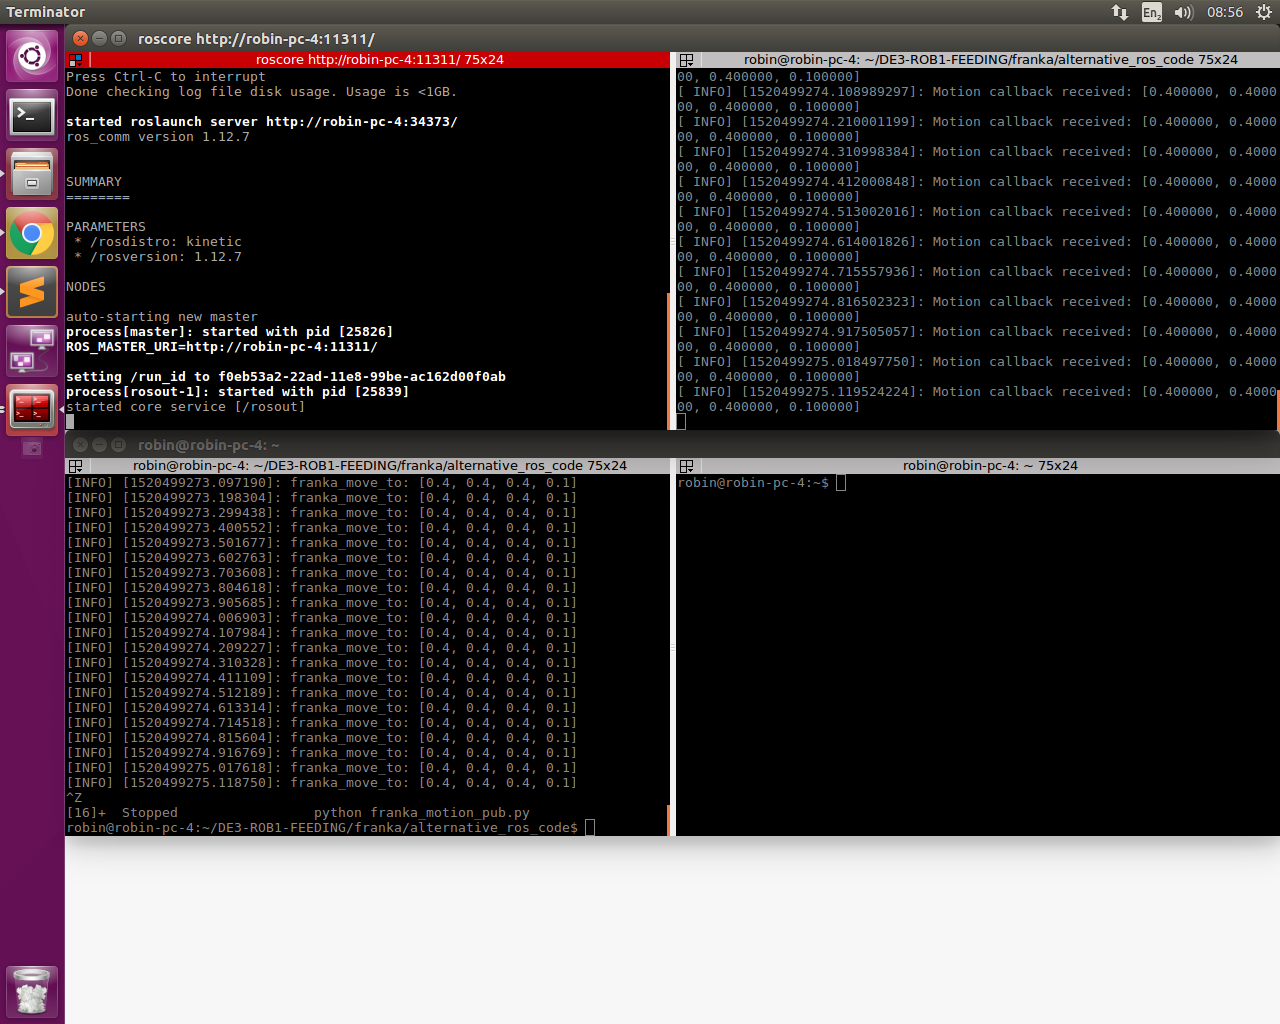 Terminator
En2
08:56
roscore http://robin-pc-4:11311/
roscore http://robin-pc-4:11311/ 75x24
Press Ctrl-C to interrupt
Done checking log file disk usage. Usage is <1GB.
started roslaunch server http://robin-pc-4:34373/
ros_comm version 1.12.7
SUMMARY
========
PARAMETERS
 * /rosdistro: kinetic
 * /rosversion: 1.12.7
NODES
auto-starting new master
process[master]: started with pid [25826]
ROS_MASTER_URI=http://robin-pc-4:11311/
setting /run_id to f0eb53a2-22ad-11e8-99be-ac162d00f0ab
process[rosout-1]: started with pid [25839]
started core service [/rosout]
robin@robin-pc-4: ~/DE3-ROB1-FEEDING/franka/alternative_ros_code 75x24
00, 0.400000, 0.100000]
[ INFO] [1520499274.108989297]: Motion callback received: [0.400000, 0.4000
00, 0.400000, 0.100000]
[ INFO] [1520499274.210001199]: Motion callback received: [0.400000, 0.4000
00, 0.400000, 0.100000]
[ INFO] [1520499274.310998384]: Motion callback received: [0.400000, 0.4000
00, 0.400000, 0.100000]
[ INFO] [1520499274.412000848]: Motion callback received: [0.400000, 0.4000
00, 0.400000, 0.100000]
[ INFO] [1520499274.513002016]: Motion callback received: [0.400000, 0.4000
00, 0.400000, 0.100000]
[ INFO] [1520499274.614001826]: Motion callback received: [0.400000, 0.4000
00, 0.400000, 0.100000]
[ INFO] [1520499274.715557936]: Motion callback received: [0.400000, 0.4000
00, 0.400000, 0.100000]
[ INFO] [1520499274.816502323]: Motion callback received: [0.400000, 0.4000
00, 0.400000, 0.100000]
[ INFO] [1520499274.917505057]: Motion callback received: [0.400000, 0.4000
00, 0.400000, 0.100000]
[ INFO] [1520499275.018497750]: Motion callback received: [0.400000, 0.4000
00, 0.400000, 0.100000]
[ INFO] [1520499275.119524224]: Motion callback received: [0.400000, 0.4000
00, 0.400000, 0.100000]
robin@robin-pc-4: ~
robin@robin-pc-4: ~/DE3-ROB1-FEEDING/franka/alternative_ros_code 75x24
[INFO] [1520499273.097190]: franka_move_to: [0.4, 0.4, 0.4, 0.1]
[INFO] [1520499273.198304]: franka_move_to: [0.4, 0.4, 0.4, 0.1]
[INFO] [1520499273.299438]: franka_move_to: [0.4, 0.4, 0.4, 0.1]
[INFO] [1520499273.400552]: franka_move_to: [0.4, 0.4, 0.4, 0.1]
[INFO] [1520499273.501677]: franka_move_to: [0.4, 0.4, 0.4, 0.1]
[INFO] [1520499273.602763]: franka_move_to: [0.4, 0.4, 0.4, 0.1]
[INFO] [1520499273.703608]: franka_move_to: [0.4, 0.4, 0.4, 0.1]
[INFO] [1520499273.804618]: franka_move_to: [0.4, 0.4, 0.4, 0.1]
[INFO] [1520499273.905685]: franka_move_to: [0.4, 0.4, 0.4, 0.1]
[INFO] [1520499274.006903]: franka_move_to: [0.4, 0.4, 0.4, 0.1]
[INFO] [1520499274.107984]: franka_move_to: [0.4, 0.4, 0.4, 0.1]
[INFO] [1520499274.209227]: franka_move_to: [0.4, 0.4, 0.4, 0.1]
[INFO] [1520499274.310328]: franka_move_to: [0.4, 0.4, 0.4, 0.1]
[INFO] [1520499274.411109]: franka_move_to: [0.4, 0.4, 0.4, 0.1]
[INFO] [1520499274.512189]: franka_move_to: [0.4, 0.4, 0.4, 0.1]
[INFO] [1520499274.613314]: franka_move_to: [0.4, 0.4, 0.4, 0.1]
[INFO] [1520499274.714518]: franka_move_to: [0.4, 0.4, 0.4, 0.1]
[INFO] [1520499274.815604]: franka_move_to: [0.4, 0.4, 0.4, 0.1]
[INFO] [1520499274.916769]: franka_move_to: [0.4, 0.4, 0.4, 0.1]
[INFO] [1520499275.017618]: franka_move_to: [0.4, 0.4, 0.4, 0.1]
[INFO] [1520499275.118750]: franka_move_to: [0.4, 0.4, 0.4, 0.1]
^Z
[16]+  Stopped                 python franka_motion_pub.py
robin@robin-pc-4:~/DE3-ROB1-FEEDING/franka/alternative_ros_code$
robin@robin-pc-4: ~ 75x24
robin@robin-pc-4:~$